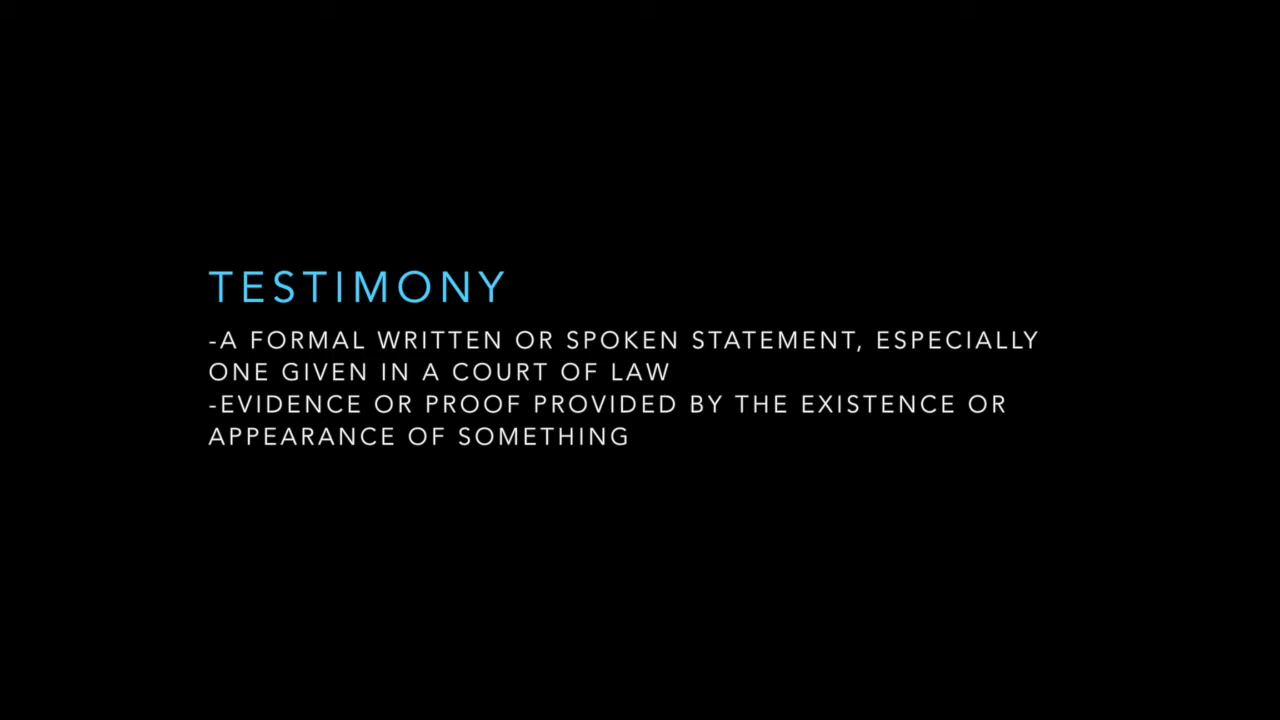 TESTIMONY
-A FORMAL WRITTEN OR SPOKEN STATEMENT, ESPECIALLY
ONE GIVEN IN A COURT OF LAW
-EVIDENCE OR PROOF PROVIDED BY THE EXISTENCE OR
APPEARANCE OF SOMETHING